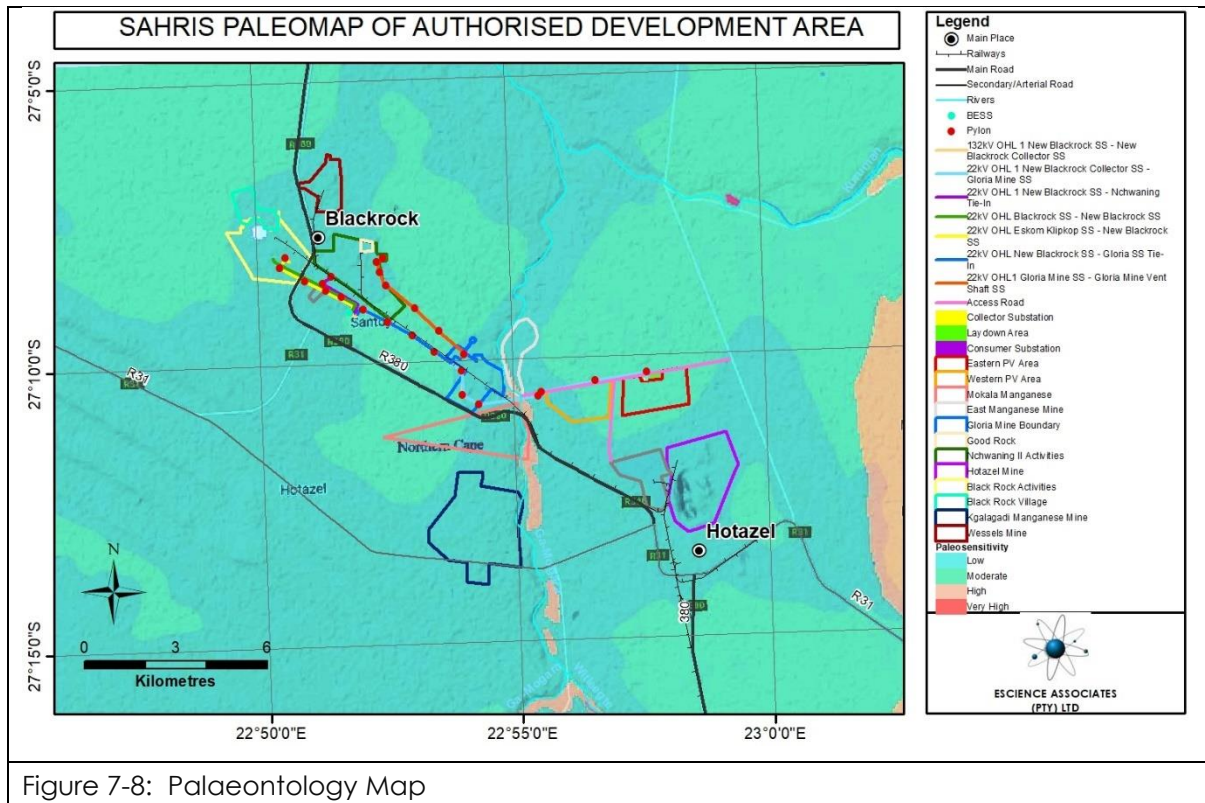 SAHRIS PALEOMAP OF AUTHORISED DEVELOPMENT AREA
27°5'0"S
27°10'0"S
27°15'0"S
R380
Blackrock
R31
R380
R380
R31
Northern Cape
Hotazel
R380
R31
Hotazel
R31
R31
380
N
0 3 6
Kilometres
22°50'0"E
22°55'0"E
23°0'0"E
Legend
Main Place
Railways
Main Road
Secondary/Arterial Road
Rivers
BESS
Pylon
132kV OHL 1 New Blackrock SS - New
Blackrock Collector SS
22kV OHL 1 New Blackrock Collector SS -
Gloria Mine SS
22kV OHL 1 New Blackrock SS - Nchwaning
Tie-In
22kV OHL Blackrock SS - New Blackrock SS
22kV OHL Eskom Klipkop SS - New Blackrock
SS
22kV OHL New Blackrock SS - Gloria SS Tie-
In
22kV OHL1 Gloria Mine SS - Gloria Mine Vent
Shaft SS
Access Road
Collector Substation
Laydown Area
Consumer Substation
Eastern PV Area
Western PV Area
Mokala Manganese
East Manganese Mine
Gloria Mine Boundary
Good Rock
Nchwaning II Activities
Hotazel Mine
Black Rock Activities
Black Rock Village
Kgalagadi Manganese Mine
Wessels Mine
Paleosensitivity
Low
Moderate
High
Very High
ESCIENCE ASSOCIATES
(PTY) LTD
Figure 7-8: Palaeontology Map